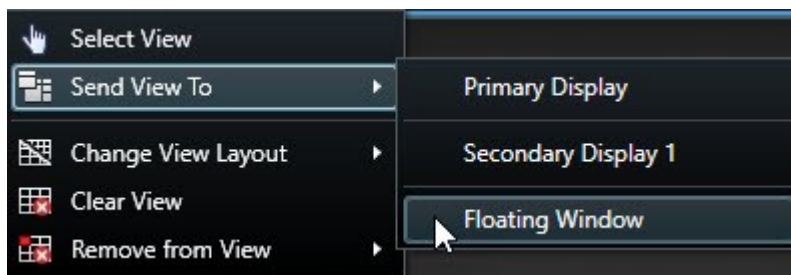 Select View
Send View To
Primary Display
Change View Layout
Secondary Display 1
Clear View
Floating Window
Remove from View